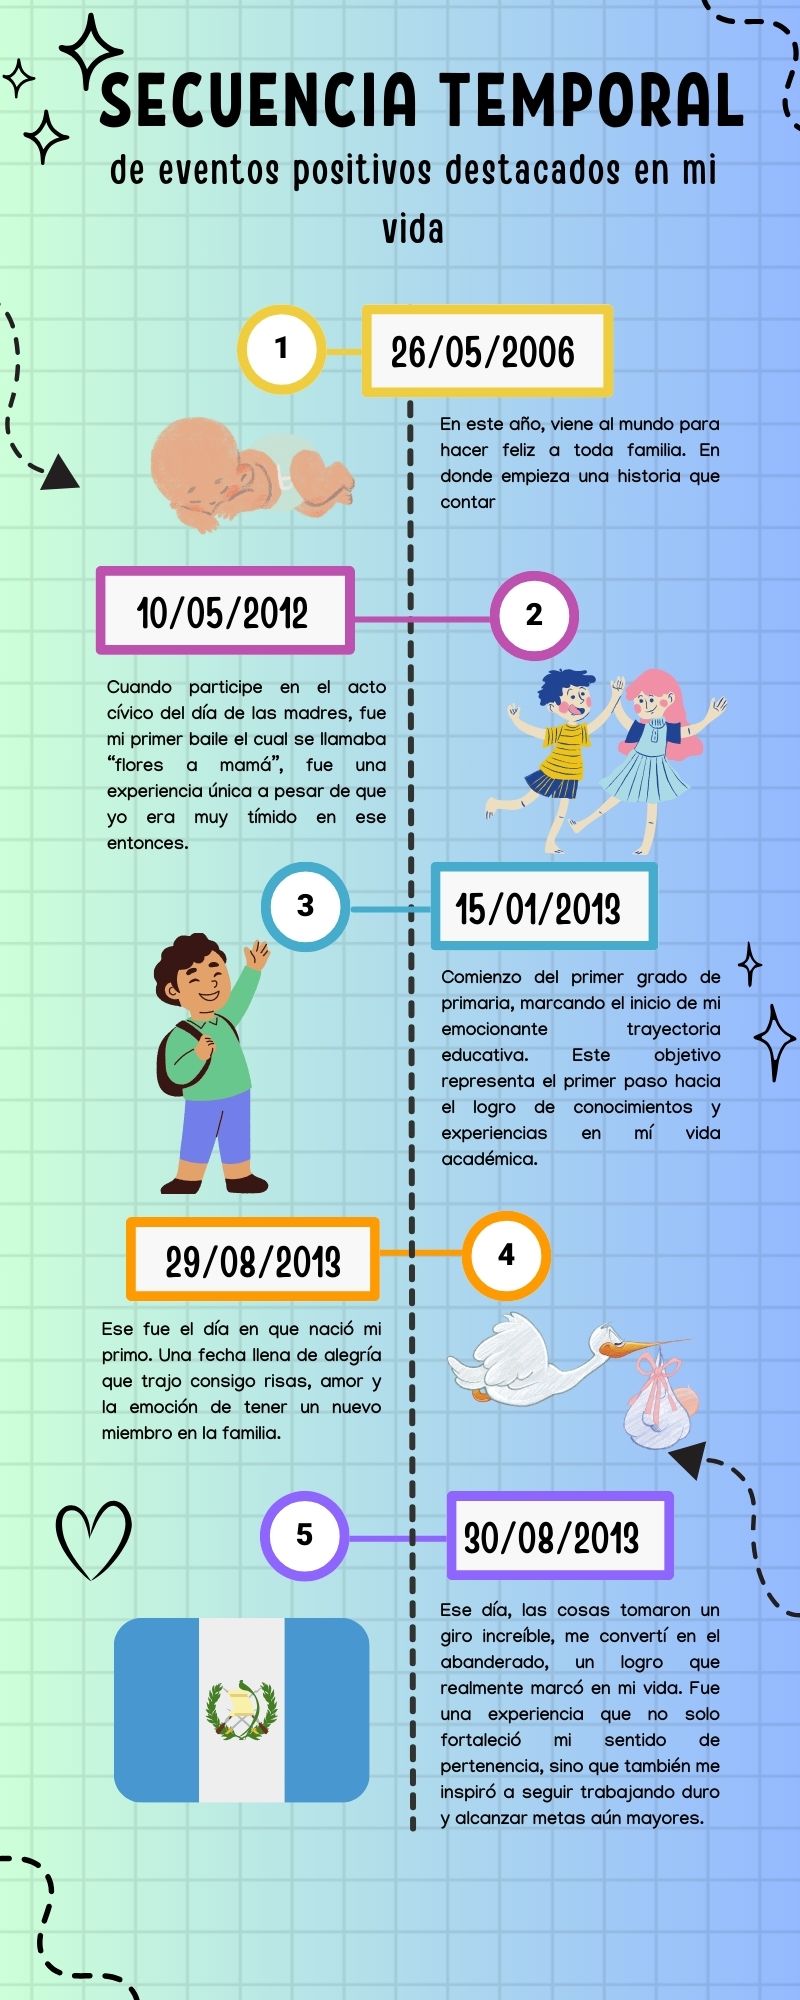 SECUENCIA TEMPORAL
de eventos positivos destacados en mi
vida
1
26/05/2006
En este año, viene al mundo para
hacer feliz a toda familia. En
donde empieza una historia que
contar
10/05/2012
2
Cuando participe en el acto
cívico del día de las madres, fue
mi primer baile el cual se llamaba
“flores a mamá”, fue una
experiencia única a pesar de que
yo era muy tímido en ese
entonces.
3
15/01/2013
Comienzo del primer grado de
primaria, marcando el inicio de mi
emocionante trayectoria
educativa. Este objetivo
representa el primer paso hacia
el logro de conocimientos y
experiencias en mí vida
académica.
29/08/2013
4
Ese fue el día en que nació mi
primo. Una fecha llena de alegría
que trajo consigo risas, amor y
la emoción de tener un nuevo
miembro en la familia.
5
30/08/2013
Ese día, las cosas tomaron un
giro increíble, me convertí en el
abanderado, un logro que
realmente marcó en mi vida. Fue
una experiencia que no solo
fortaleció mi sentido de
pertenencia, sino que también me
inspiró a seguir trabajando duro
y alcanzar metas aún mayores.